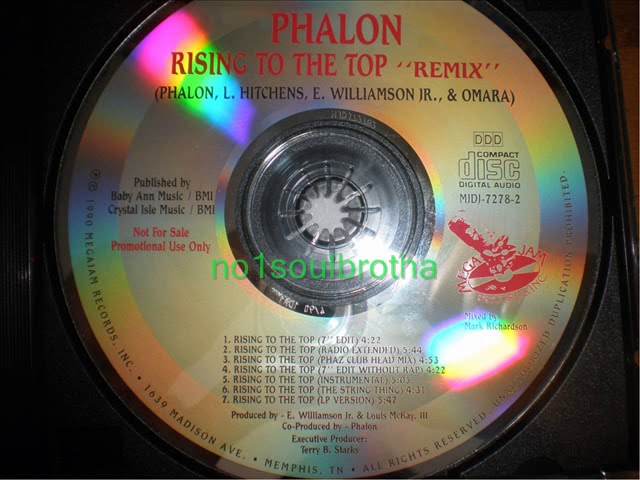 PHALON
RISING TO THE TOP "REMIX"
(PHALON, L. HITCHENS, E. WILLIAMSON JR., & OMARA)
DDD
COMPACT
disc
DIGITAL AUDIO
MIDJ-7278-2
Published by
Baby Ann Music / BMI
Crystal Isle Music / BMI
Not For Sale
Promotional Use Only
no1soulbrotha
MEGA JAM
INC.
Mixed by
Mark Richardson
1. RISING TO THE TOP (7" EDIT) 4:22
2. RISING TO THE TOP (RADIO EXTENDED) 5:44
3. RISING TO THE TOP (PHAZ CLUB HEAD MIX) 4:53
4. RISING TO THE TOP (7" EDIT WITHOUT RAP) 4:22
5. RISING TO THE TOP (INSTRUMENTAL) 5:05
6. RISING TO THE TOP (THE STRING THING) 4:31
7. RISING TO THE TOP (LP VERSION) 5:47
Produced by - E. Williamson Jr. & Louis McKay, III
Co-Produced by - Phalon
Executive Producer:
Terry B. Starks
℗ © 1990 MEGAJAM RECORDS, INC. • 1639 MADISON AVE. • MEMPHIS, TN • ALL RIGHTS RESERVED. UNAUTHORIZED DUPLICATION PROHIBITED.